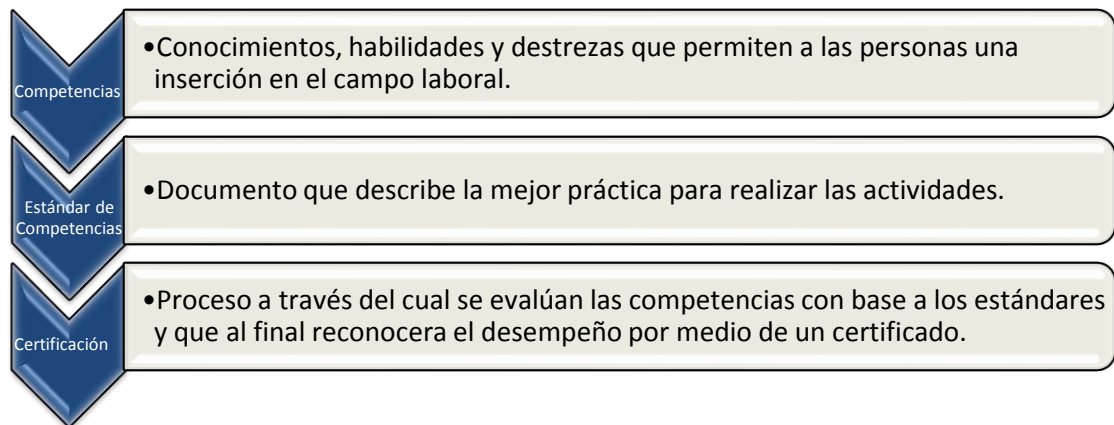 Competencias
•Conocimientos, habilidades y destrezas que permiten a las personas una
inserción en el campo laboral.
Estándar de
Competencias
•Documento que describe la mejor práctica para realizar las actividades.
Certificación
•Proceso a través del cual se evalúan las competencias con base a los estándares
y que al final reconocera el desempeño por medio de un certificado.